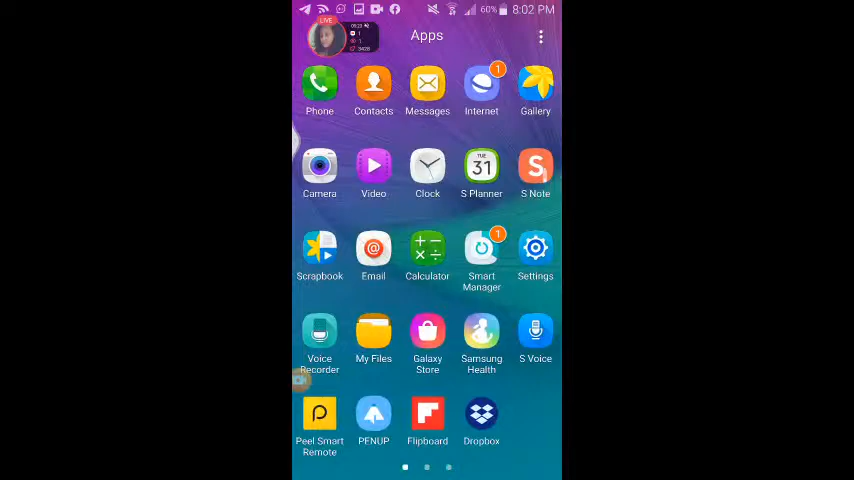 60% 8:02 PM
LIVE
Apps
1
Phone Contacts Messages Internet Gallery
TUE
31
S
Camera Video Clock S Planner S Note
@
1
Scrapbook Email Calculator Smart Manager Settings
Voice Recorder My Files Galaxy Store Samsung Health S Voice
Peel Smart Remote PENUP Flipboard Dropbox